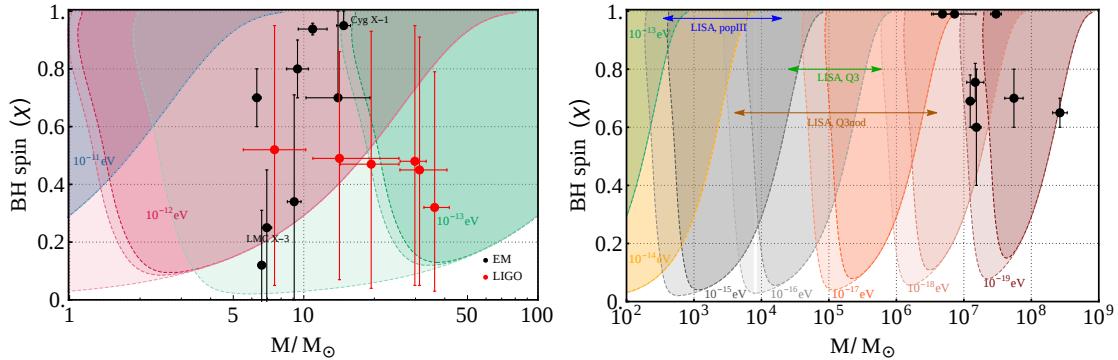 BH spin (χ)
1.
0.8
0.6
0.4
0.2
0.
Cyg X−1
10⁻¹¹eV
10⁻¹²eV
10⁻¹³eV
LMC X−3
EM
LIGO
1
5
10
50
100
M/M⊙
BH spin (χ)
1.
0.8
0.6
0.4
0.2
0.
10⁻¹³eV
LISA, popIII
LISA, Q3
LISA, Q3nod
10⁻¹⁴eV
10⁻¹⁵eV
10⁻¹⁶eV
10⁻¹⁷eV
10⁻¹⁸eV
10⁻¹⁹eV
10²
10³
10⁴
10⁵
10⁶
10⁷
10⁸
10⁹
M/M⊙